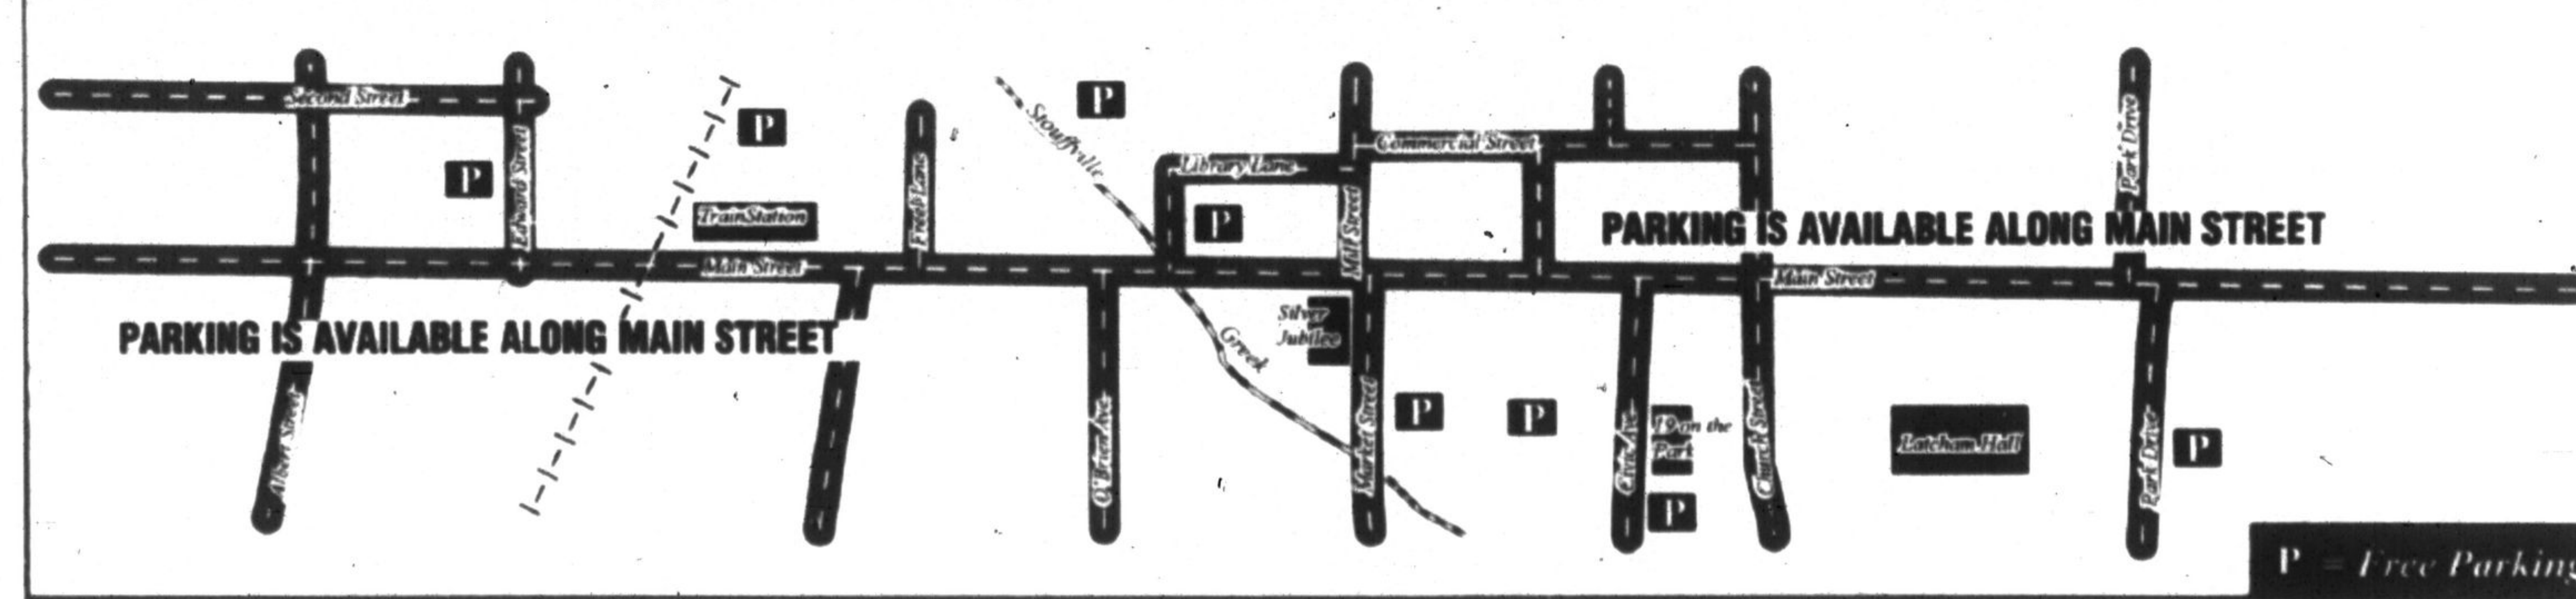 Second Street
Edward Street
P
P
Train Station
Freel Lane
Stouffville
P
Library Lane
P
Mill Street
Commercial Street
Park Drive
PARKING IS AVAILABLE ALONG MAIN STREET
Main Street
Main Street
PARKING IS AVAILABLE ALONG MAIN STREET
Albert Street
O'Brien Ave.
Creek
Silver
Jubilee
Market Street
P
P
Civic Ave.
19 on the
Park
P
Church Street
Latcham Hall
Park Drive
P
P = Free Parking